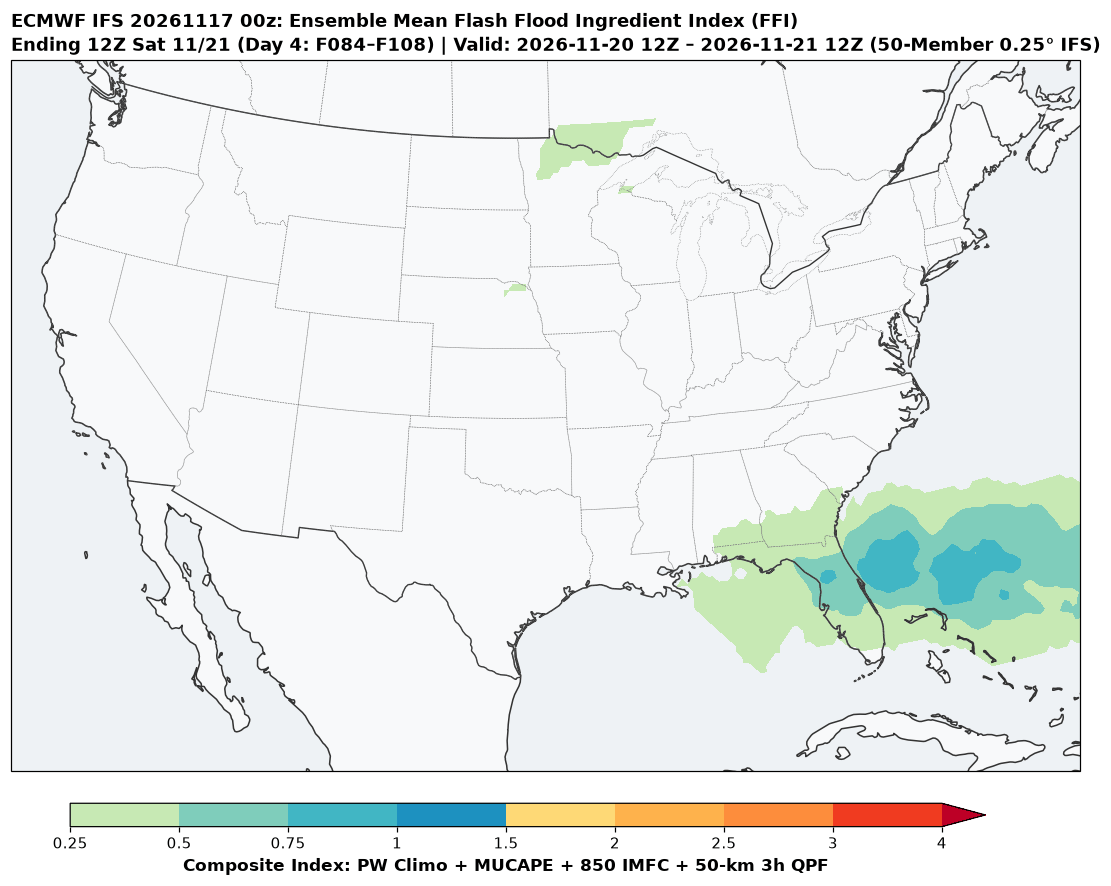 ECMWF IFS 20261117 00z: Ensemble Mean Flash Flood Ingredient Index (FFI)
Ending 12Z Sat 11/21 (Day 4: F084–F108) | Valid: 2026-11-20 12Z – 2026-11-21 12Z (50-Member 0.25° IFS)
0.25 0.5 0.75 1 1.5 2 2.5 3 4
Composite Index: PW Climo + MUCAPE + 850 IMFC + 50-km 3h QPF